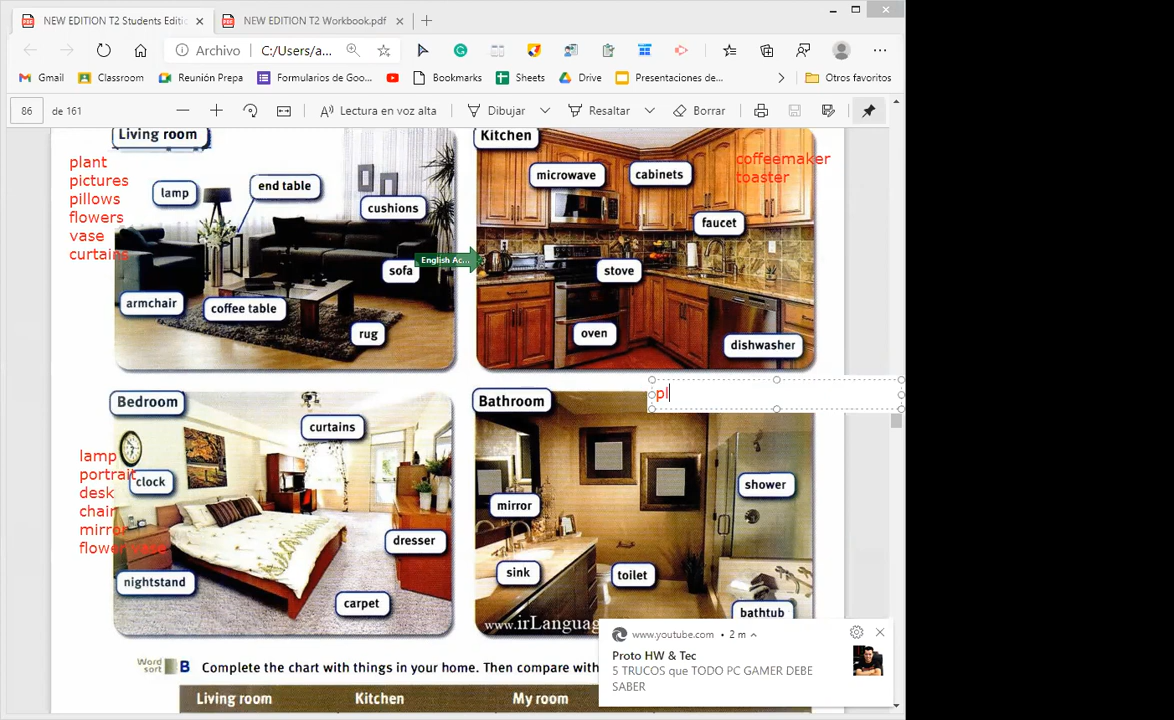 NEW EDITION T2 Students Editi
NEW EDITION T2 Workbook.pdf
Archivo
C:/Users/a...
Gmail
Classroom
Reunión Prepa
Formularios de Goo...
Bookmarks
Sheets
Drive
Presentaciones de...
Otros favoritos
86
de 161
Lectura en voz alta
Dibujar
Resaltar
Borrar
Living room
plant
pictures
pillows
flowers
vase
curtains
lamp
end table
cushions
sofa
armchair
coffee table
rug
English Ac...
Kitchen
coffeemaker
toaster
microwave
cabinets
faucet
stove
oven
dishwasher
Bedroom
lamp
portrait
desk
chair
mirror
flower vase
curtains
clock
dresser
nightstand
carpet
Bathroom
pl
shower
mirror
sink
toilet
bathtub
www.irLangua
www.youtube.com • 2 m
Proto HW & Tec
5 TRUCOS que TODO PC GAMER DEBE
SABER
Word
sort
B Complete the chart with things in your home. Then compare with
Living room
Kitchen
My room